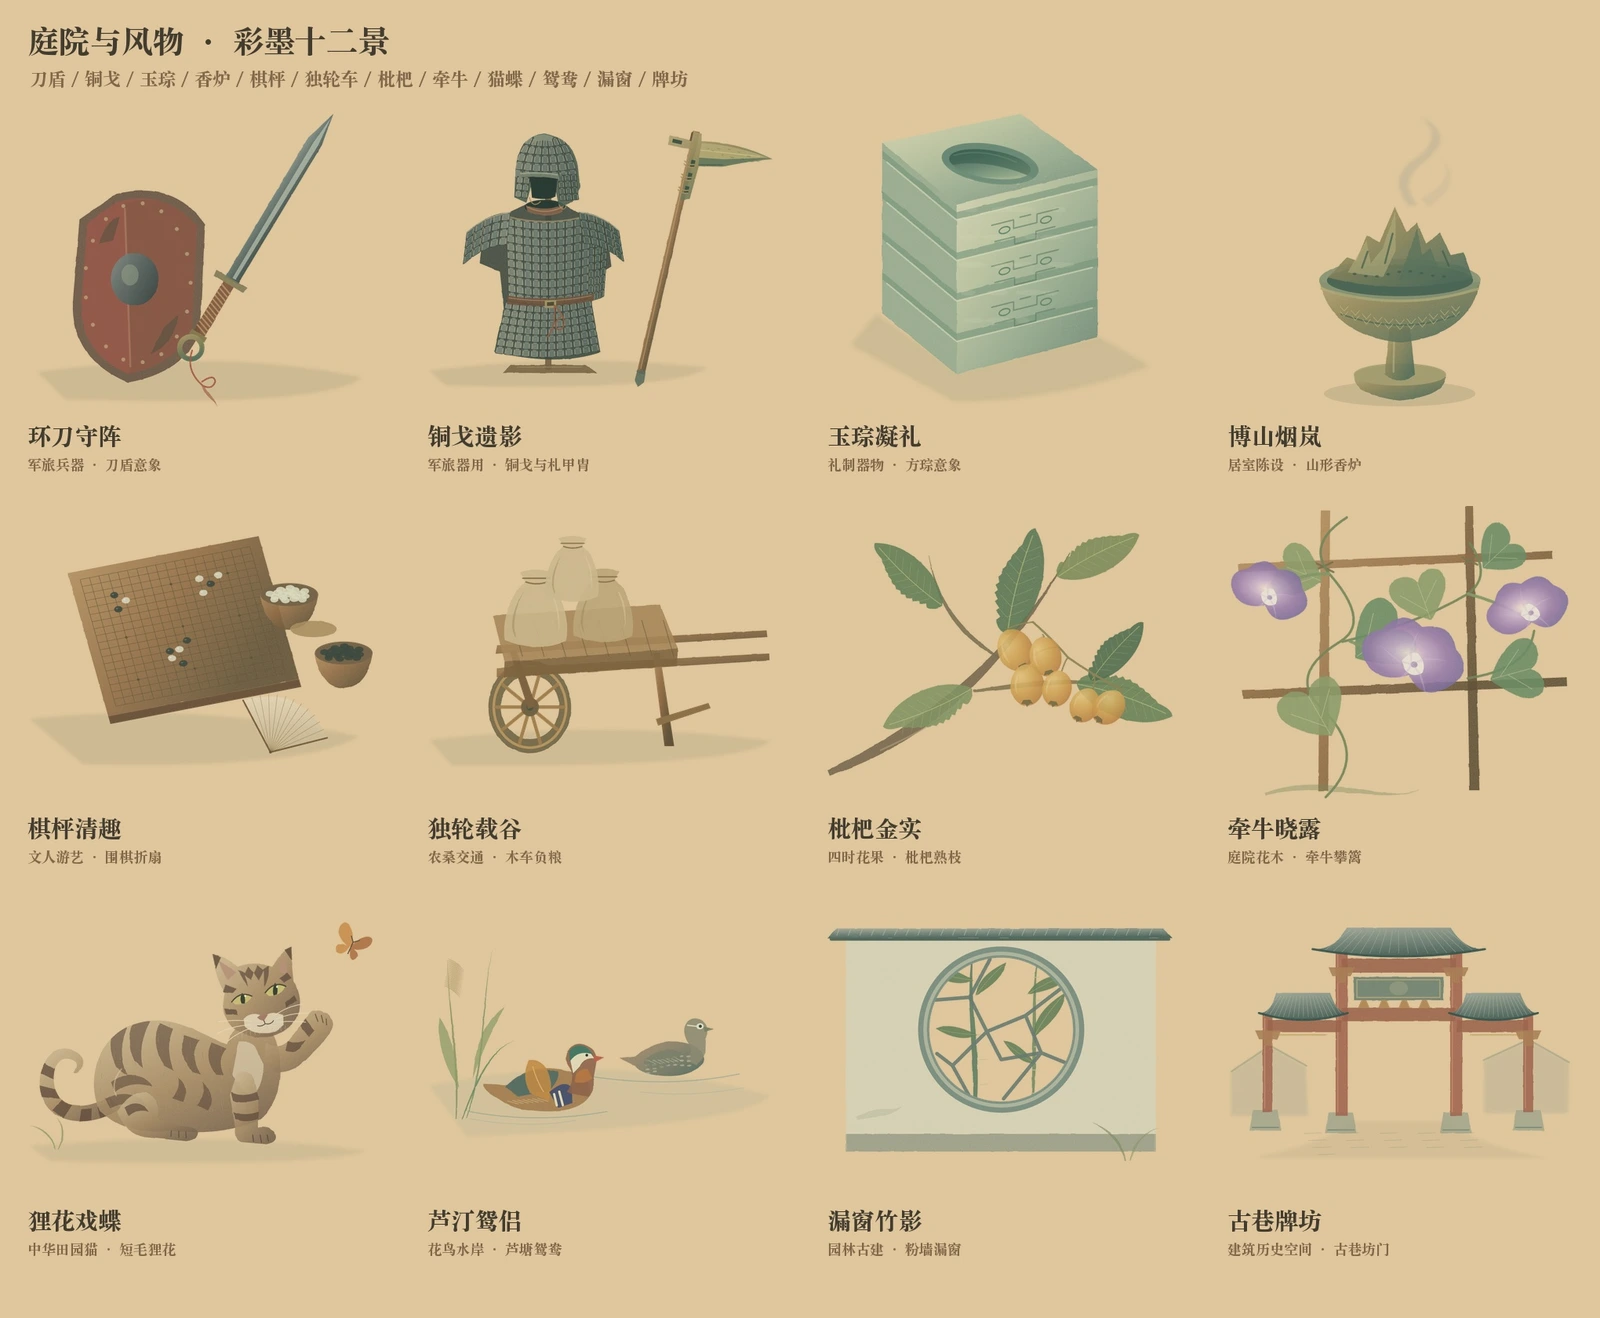 庭院与风物 · 彩墨十二景
刀盾 / 铜戈 / 玉琮 / 香炉 / 棋枰 / 独轮车 / 枇杷 / 牵牛 / 猫蝶 / 鸳鸯 / 漏窗 / 牌坊
环刀守阵
军旅兵器 · 刀盾意象
铜戈遗影
军旅器用 · 铜戈与札甲胄
玉琮凝礼
礼制器物 · 方琮意象
博山烟岚
居室陈设 · 山形香炉
棋枰清趣
文人游艺 · 围棋折扇
独轮载谷
农桑交通 · 木车负粮
枇杷金实
四时花果 · 枇杷熟枝
牵牛晓露
庭院花木 · 牵牛攀篱
狸花戏蝶
中华田园猫 · 短毛狸花
芦汀鸳侣
花鸟水岸 · 芦塘鸳鸯
漏窗竹影
园林古建 · 粉墙漏窗
古巷牌坊
建筑历史空间 · 古巷坊门